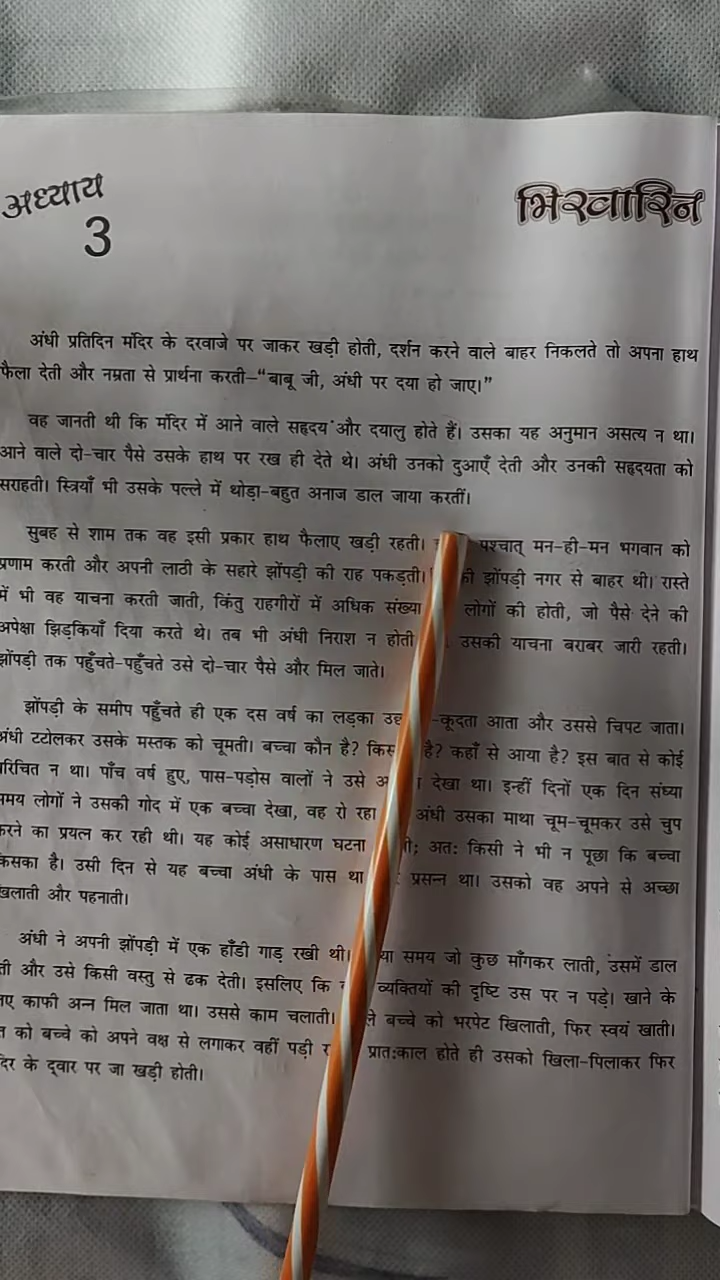 अध्याय
3
भिखारिन
अंधी प्रतिदिन मंदिर के दरवाजे पर जाकर खड़ी होती, दर्शन करने वाले बाहर निकलते तो अपना हाथ
फैला देती और नम्रता से प्रार्थना करती–“बाबू जी, अंधी पर दया हो जाए।”
वह जानती थी कि मंदिर में आने वाले सहृदय और दयालु होते हैं। उसका यह अनुमान असत्य न था।
आने वाले दो-चार पैसे उसके हाथ पर रख ही देते थे। अंधी उनको दुआएँ देती और उनकी सहृदयता को
सराहती। स्त्रियाँ भी उसके पल्ले में थोड़ा-बहुत अनाज डाल जाया करतीं।
सुबह से शाम तक वह इसी प्रकार हाथ फैलाए खड़ी रहती। पश्चात् मन-ही-मन भगवान को
प्रणाम करती और अपनी लाठी के सहारे झोंपड़ी की राह पकड़ती। झोंपड़ी नगर से बाहर थी। रास्ते
में भी वह याचना करती जाती, किंतु राहगीरों में अधिक संख्या लोगों की होती, जो पैसे देने की
अपेक्षा झिड़कियाँ दिया करते थे। तब भी अंधी निराश न होती उसकी याचना बराबर जारी रहती।
झोंपड़ी तक पहुँचते-पहुँचते उसे दो-चार पैसे और मिल जाते।
झोंपड़ी के समीप पहुँचते ही एक दस वर्ष का लड़का -कूदता आता और उससे चिपट जाता।
अंधी टटोलकर उसके मस्तक को चूमती। बच्चा कौन है? है? कहाँ से आया है? इस बात से कोई
परिचित न था। पाँच वर्ष हुए, पास-पड़ोस वालों ने उसे देखा था। इन्हीं दिनों एक दिन संध्या
समय लोगों ने उसकी गोद में एक बच्चा देखा, वह रो रहा अंधी उसका माथा चूम-चूमकर उसे चुप
करने का प्रयत्न कर रही थी। यह कोई असाधारण घटना अत: किसी ने भी न पूछा कि बच्चा
किसका है। उसी दिन से यह बच्चा अंधी के पास था प्रसन्न था। उसको वह अपने से अच्छा
खिलाती और पहनाती।
अंधी ने अपनी झोंपड़ी में एक हाँडी गाड़ रखी थी। समय जो कुछ माँगकर लाती, उसमें डाल
और उसे किसी वस्तु से ढक देती। इसलिए कि व्यक्तियों की दृष्टि उस पर न पड़े। खाने के
काफी अन्न मिल जाता था। उससे काम चलाती। बच्चे को भरपेट खिलाती, फिर स्वयं खाती।
को बच्चे को अपने वक्ष से लगाकर वहीं पड़ी प्रात:काल होते ही उसको खिला-पिलाकर फिर
के द्वार पर जा खड़ी होती।